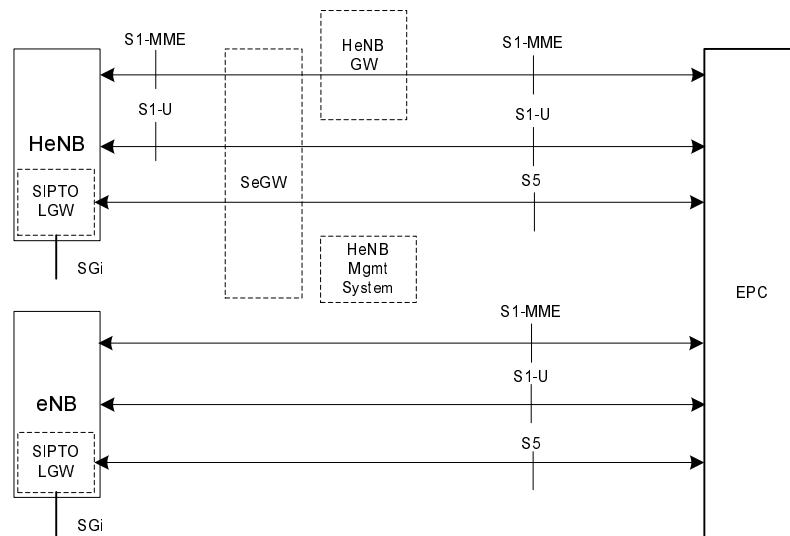 S1-MME
HeNB
GW
S1-MME
S1-U
S1-U
HeNB
SeGW
S5
SIPTO
LGW
SGi
HeNB
Mgmt
System
EPC
S1-MME
S1-U
eNB
S5
SIPTO
LGW
SGi